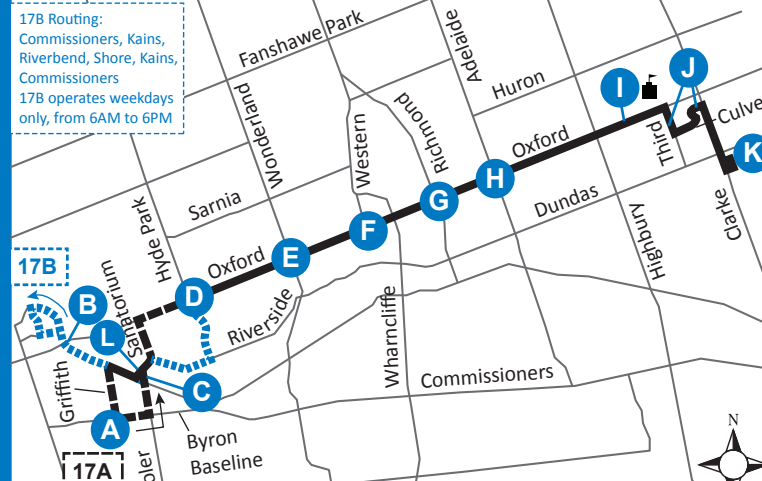 17B Routing:
Commissioners, Kains,
Riverbend, Shore, Kains,
Commissioners
17B operates weekdays
only, from 6AM to 6PM
Fanshawe Park
Adelaide
Huron
Wonderland
Western
Richmond
Oxford
I
J
Third
Culve
K
H
G
F
E
Dundas
Sarnia
Hyde Park
Oxford
D
Highbury
Clarke
17B
B
L
Sanatorium
Riverside
Wharncliffe
Griffith
C
Commissioners
A
Byron
Baseline
17A
bler
N